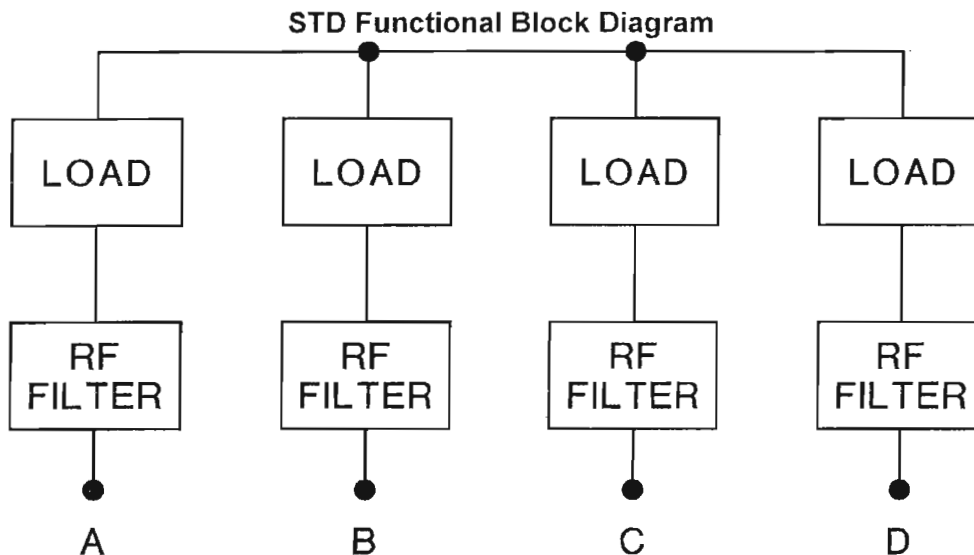 STD Functional Block Diagram
LOAD LOAD LOAD LOAD
RF RF RF RF
FILTER FILTER FILTER FILTER
A B C D